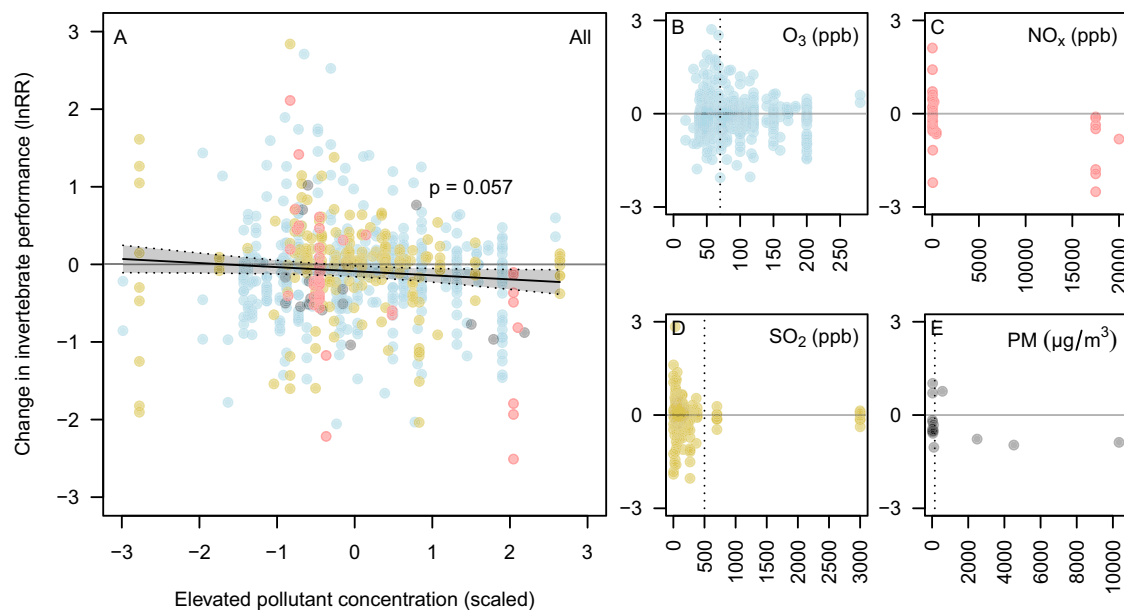 A
All
p = 0.057
3
2
1
0
−1
−2
−3
Change in invertebrate performance (lnRR)
−3 −2 −1 0 1 2 3
Elevated pollutant concentration (scaled)
B
O₃ (ppb)
3
0
−3
0 50 100 150 200 250
C
NOₓ (ppb)
3
0
−3
0 5000 10000 15000 20000
D
SO₂ (ppb)
3
0
−3
0 500 1000 1500 2000 2500 3000
E
PM (µg/m³)
3
0
−3
0 2000 4000 6000 8000 10000